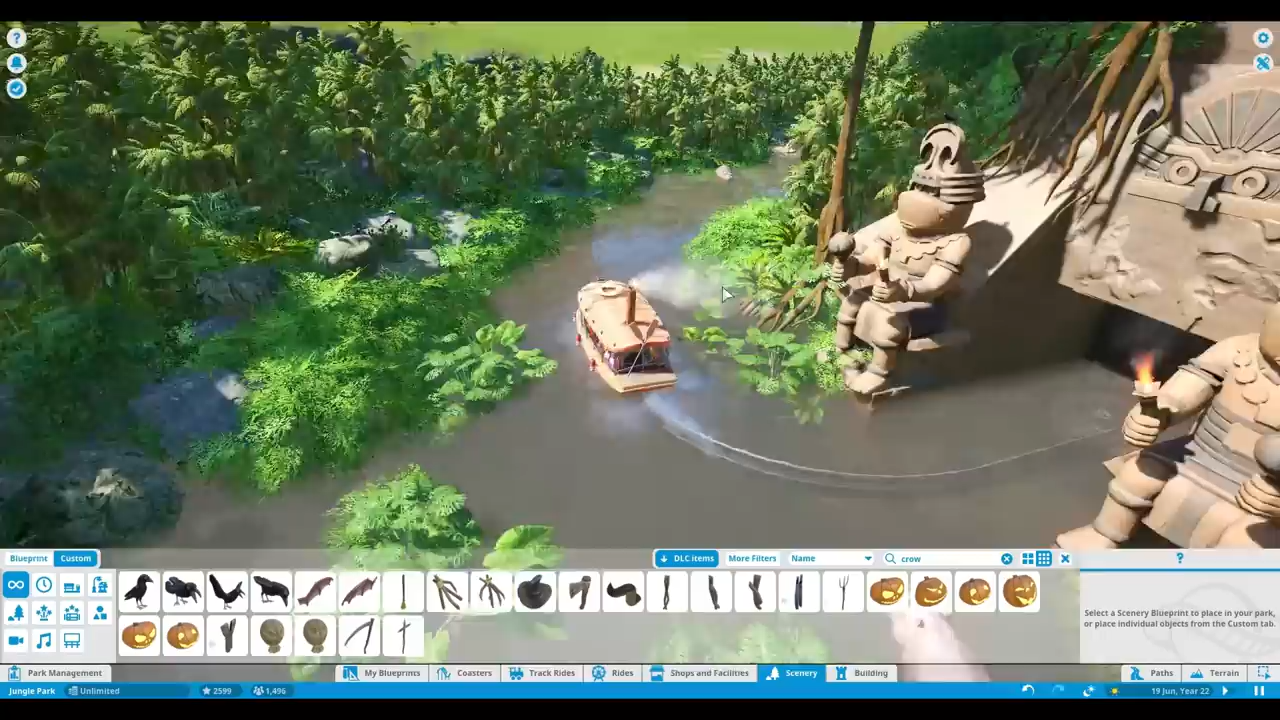 Blueprint Custom DLC items More Filters Name crow
Select a Scenery Blueprint to place in your park,
or place individual objects from the Custom tab.
Park Management My Blueprints Coasters Track Rides Rides Shops and Facilities Scenery Building Paths Terrain
Jungle Park Unlimited 2599 1,496 19 Jun, Year 22